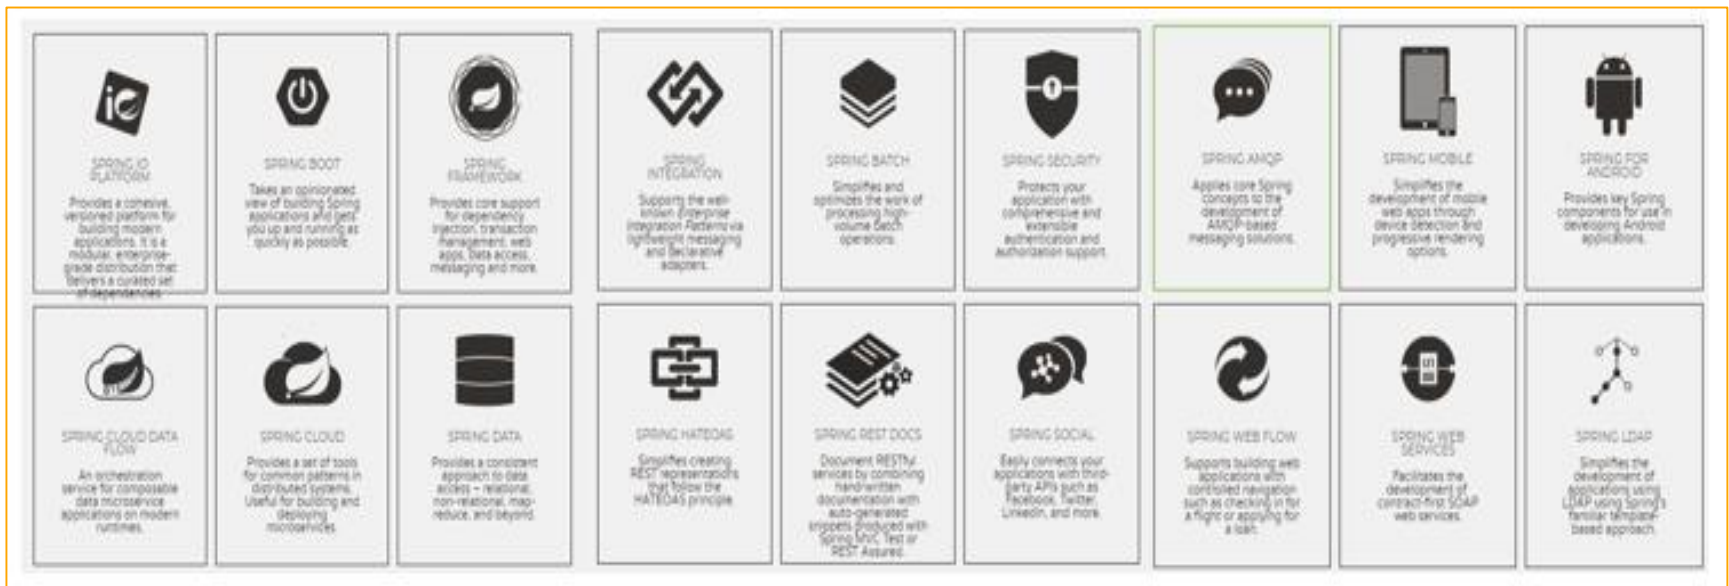 SPRING IO
PLATFORM
Provides a cohesive,
versioned platform for
building modern
applications. It is a
modular, enterprise-
grade distribution that
delivers a curated set
of dependencies.
SPRING BOOT
Takes an opinionated
view of building Spring
applications and gets
you up and running as
quickly as possible.
SPRING
FRAMEWORK
Provides core support
for dependency
injection, transaction
management, web
apps, data access,
messaging and more.
SPRING
INTEGRATION
Supports the well-
known Enterprise
Integration Patterns via
lightweight messaging
and declarative
adapters.
SPRING BATCH
Simplifies and
optimizes the work of
processing high-
volume batch
operations.
SPRING SECURITY
Protects your
application with
comprehensive and
extensible
authentication and
authorization support.
SPRING AMQP
Applies core Spring
concepts to the
development of
AMQP-based
messaging solutions.
SPRING MOBILE
Simplifies the
development of mobile
web apps through
device detection and
progressive rendering
options.
SPRING FOR
ANDROID
Provides key Spring
components for use in
developing Android
applications.
SPRING CLOUD DATA
FLOW
An orchestration
service for composable
data microservice
applications on modern
runtimes.
SPRING CLOUD
Provides a set of tools
for common patterns in
distributed systems.
Useful for building and
deploying
microservices.
SPRING DATA
Provides a consistent
approach to data
access – relational,
non-relational, map-
reduce, and beyond.
SPRING HATEOAS
Simplifies creating
REST representations
that follow the
HATEOAS principle.
SPRING REST DOCS
Document RESTful
services by combining
hand-written
documentation with
auto-generated
snippets produced with
Spring MVC Test or
REST Assured.
SPRING SOCIAL
Easily connects your
applications with third-
party APIs such as
Facebook, Twitter,
LinkedIn, and more.
SPRING WEB FLOW
Supports building web
applications with
controlled navigation
such as checking in for
a flight or applying for
a loan.
SPRING WEB
SERVICES
Facilitates the
development of
contract-first SOAP
web services.
SPRING LDAP
Simplifies the
development of
applications using
LDAP using Spring's
familiar template-
based approach.